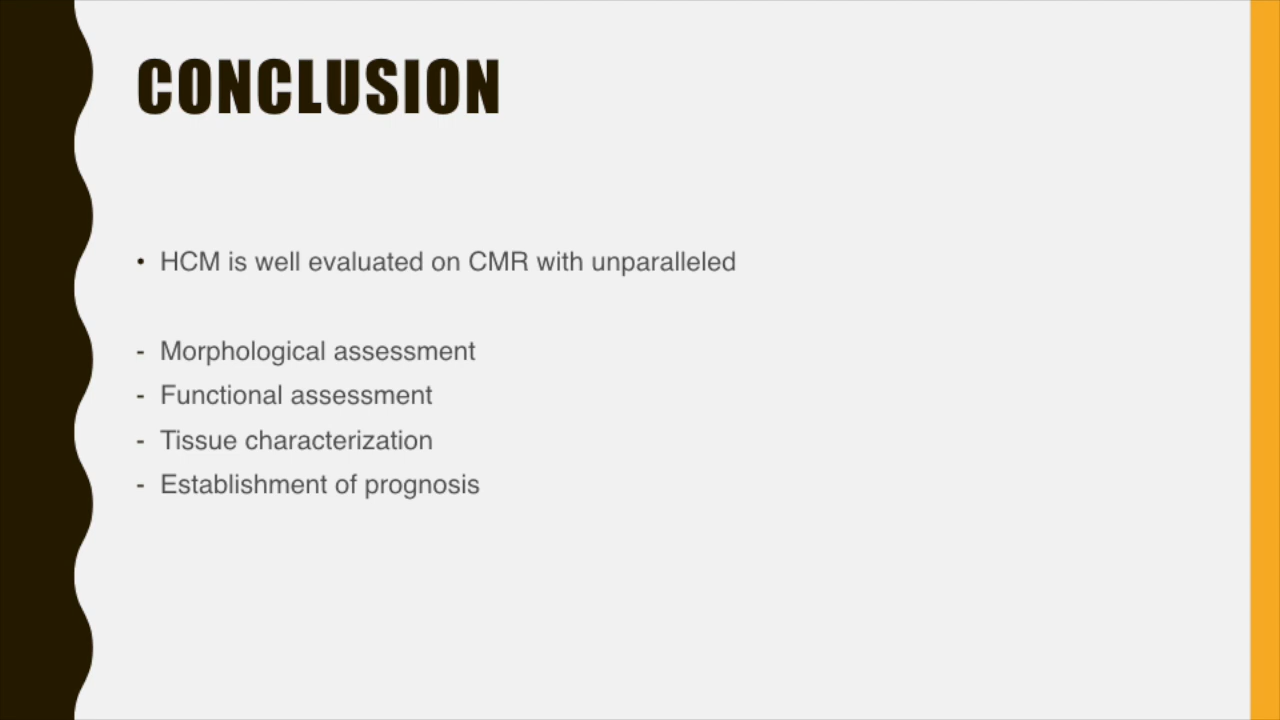 CONCLUSION
• HCM is well evaluated on CMR with unparalleled
- Morphological assessment
- Functional assessment
- Tissue characterization
- Establishment of prognosis